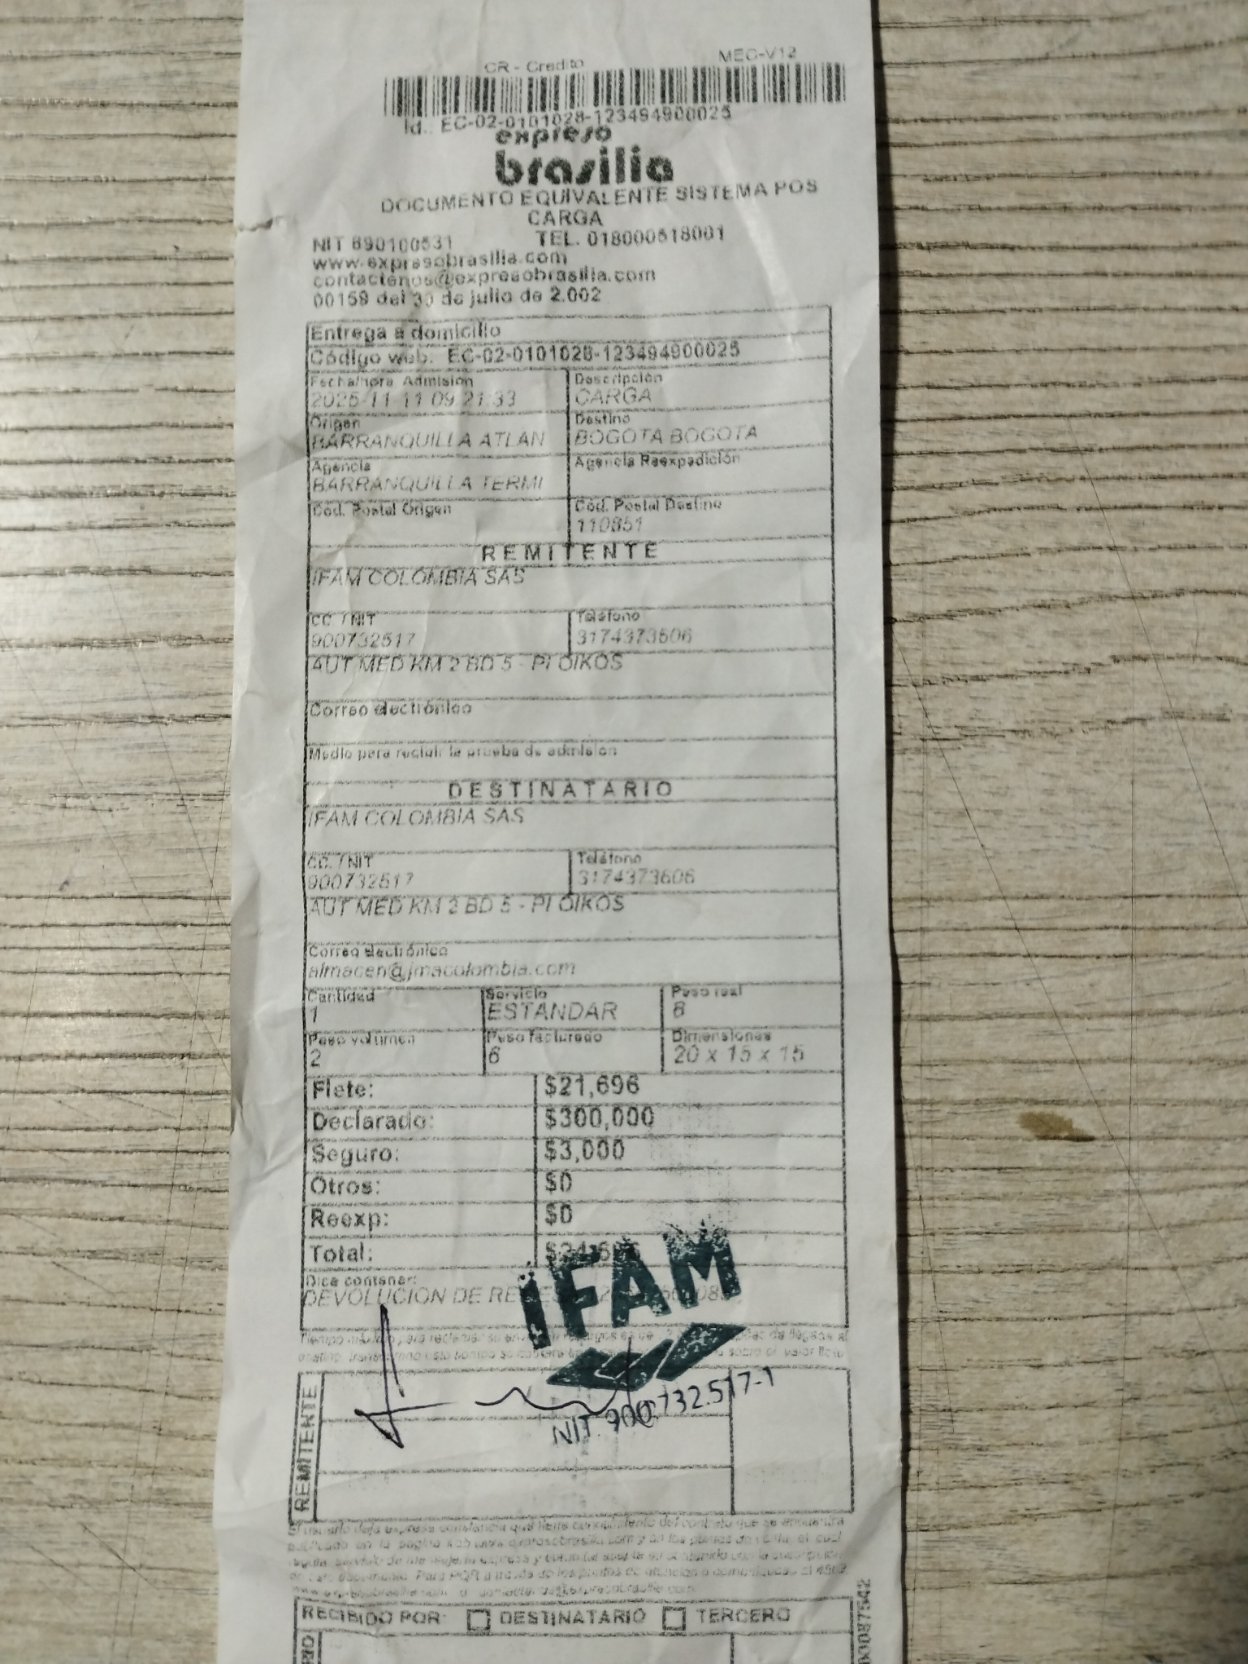 CR - Credito MEC-V12
Id.: EC-02-0101028-123494900025
expreso
brasilia
DOCUMENTO EQUIVALENTE SISTEMA POS
CARGA
NIT 890100531 TEL. 018000518001
www.expresobrasilia.com
contactenos@expresobrasilia.com
00159 del 30 de julio de 2.002
Entrega a domicilio
Código web: EC-02-0101028-123494900025
Fecha/hora Admision Descripción
2025-11-11 09:21:33 CARGA
Origen Destino
BARRANQUILLA ATLAN BOGOTA BOGOTA
Agencia Agencia Reexpedición
BARRANQUILLA TERMI
Cód. Postal Origen Cód. Postal Destino
110851
REMITENTE
IFAM COLOMBIA SAS
CC. / NIT Teléfono
900732517 3174373606
AUT MED KM 2 BD 5 - PI OIKOS
Correo electrónico
Medio para recibir la prueba de admision
DESTINATARIO
IFAM COLOMBIA SAS
CC. / NIT Teléfono
900732517 3174373606
AUT MED KM 2 BD 5 - PI OIKOS
Correo electrónico
almacen@jmacolombia.com
Cantidad Servicio Peso real
1 ESTANDAR 6
Peso volumen Peso facturado Dimensiones
2 6 20 x 15 x 15
Flete: $21,696
Declarado: $300,000
Seguro: $3,000
Otros: $0
Reexp: $0
Total:
Dice contener:
DEVOLUCION DE
IFAM
NIT. 900.732.517-1
REMITENTE
RECIBIDO POR: DESTINATARIO TERCERO